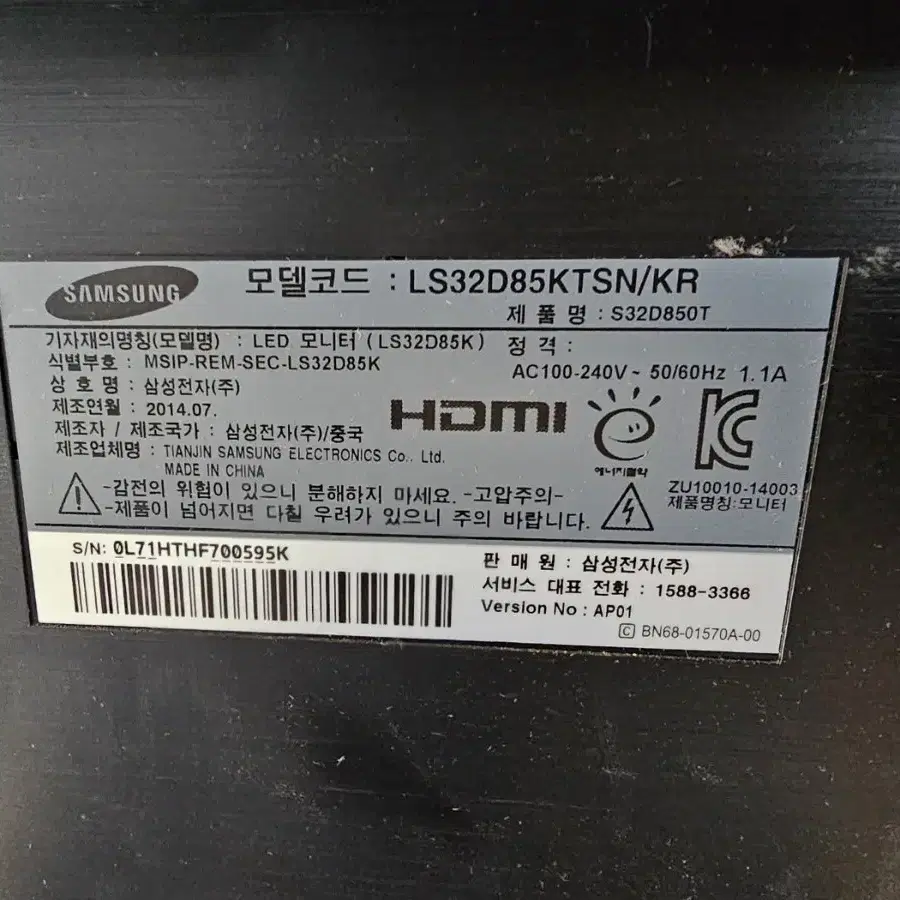 SAMSUNG
모델코드 : LS32D85KTSN/KR
제 품 명 : S32D850T
기자재의명칭(모델명) : LED 모니터 (LS32D85K)
식별부호 : MSIP-REM-SEC-LS32D85K
상 호 명 : 삼성전자(주)
제조연월 : 2014.07.
제조자 / 제조국가 : 삼성전자(주)/중국
제조업체명 : TIANJIN SAMSUNG ELECTRONICS Co., Ltd.
MADE IN CHINA
정 격 :
AC100-240V~ 50/60Hz 1.1A
HDMI
에너지절약
ZU10010-14003
제품명칭:모니터
-감전의 위험이 있으니 분해하지 마세요. -고압주의-
-제품이 넘어지면 다칠 우려가 있으니 주의 바랍니다.
S/N: 0L71HTHF700595K
판 매 원 : 삼성전자(주)
서비스 대표 전화 : 1588-3366
Version No : AP01
C BN68-01570A-00